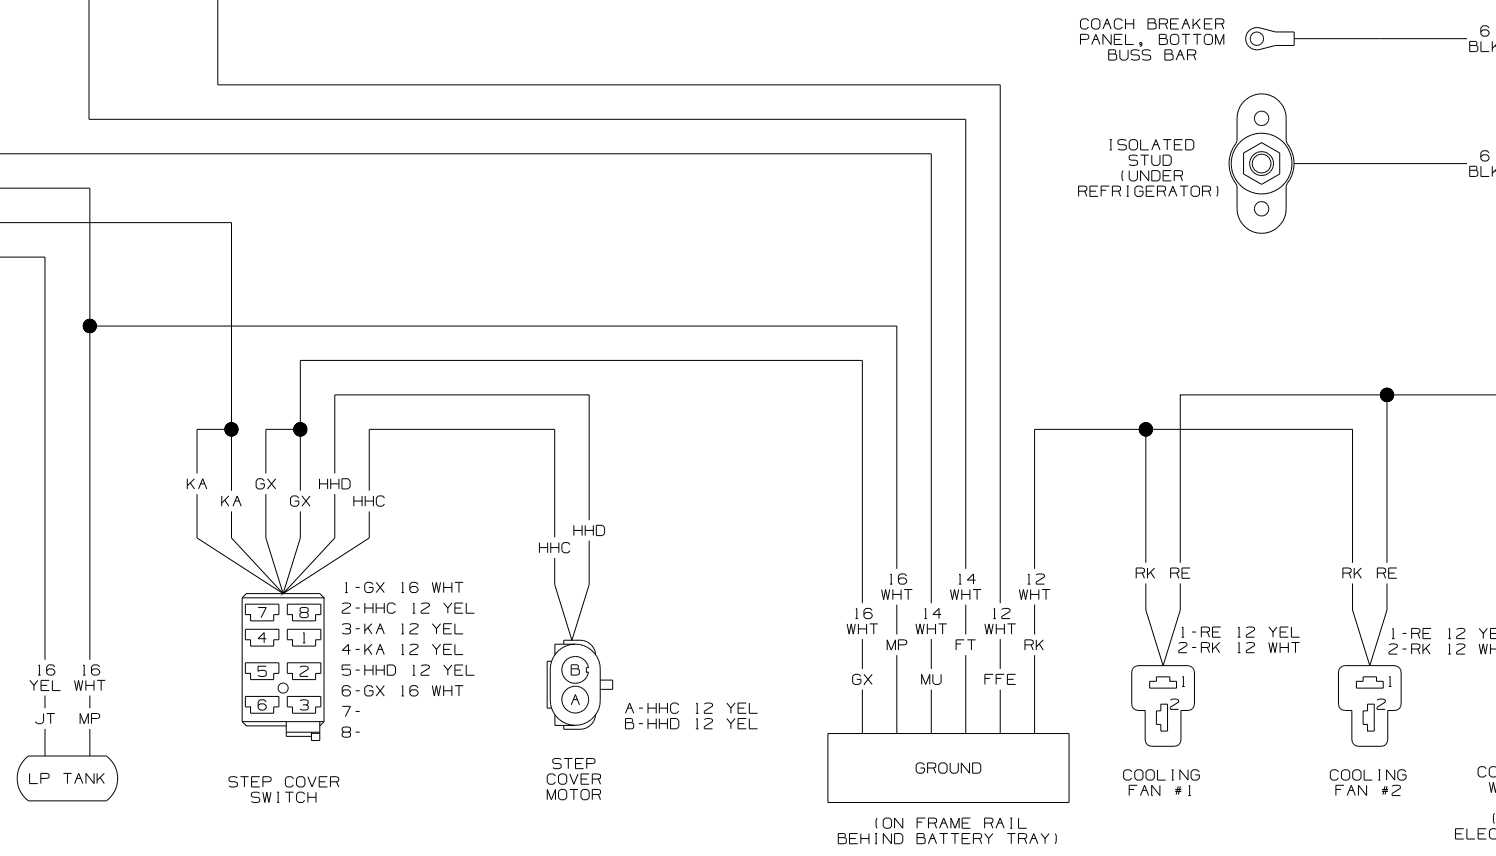 COACH BREAKER
PANEL, BOTTOM
BUSS BAR
6
BLK
ISOLATED
STUD
(UNDER
REFRIGERATOR)
6
BLK
KA
KA
GX
GX
HHD
HHC
HHC
HHD
7
8
4
1
5
2
6
3
1-GX 16 WHT
2-HHC 12 YEL
3-KA 12 YEL
4-KA 12 YEL
5-HHD 12 YEL
6-GX 16 WHT
7-
8-
STEP COVER
SWITCH
B
A
A-HHC 12 YEL
B-HHD 12 YEL
STEP
COVER
MOTOR
16
YEL
JT
16
WHT
MP
LP TANK
16
WHT
GX
16
WHT
MP
14
WHT
MU
14
WHT
FT
12
WHT
FFE
12
WHT
RK
GROUND
(ON FRAME RAIL
BEHIND BATTERY TRAY)
RK
RE
1-RE 12 YEL
2-RK 12 WHT
1
2
COOLING
FAN #1
RK
RE
1-RE 12 YE
2-RK 12 WH
1
2
COOLING
FAN #2
CO
W
(
ELEC